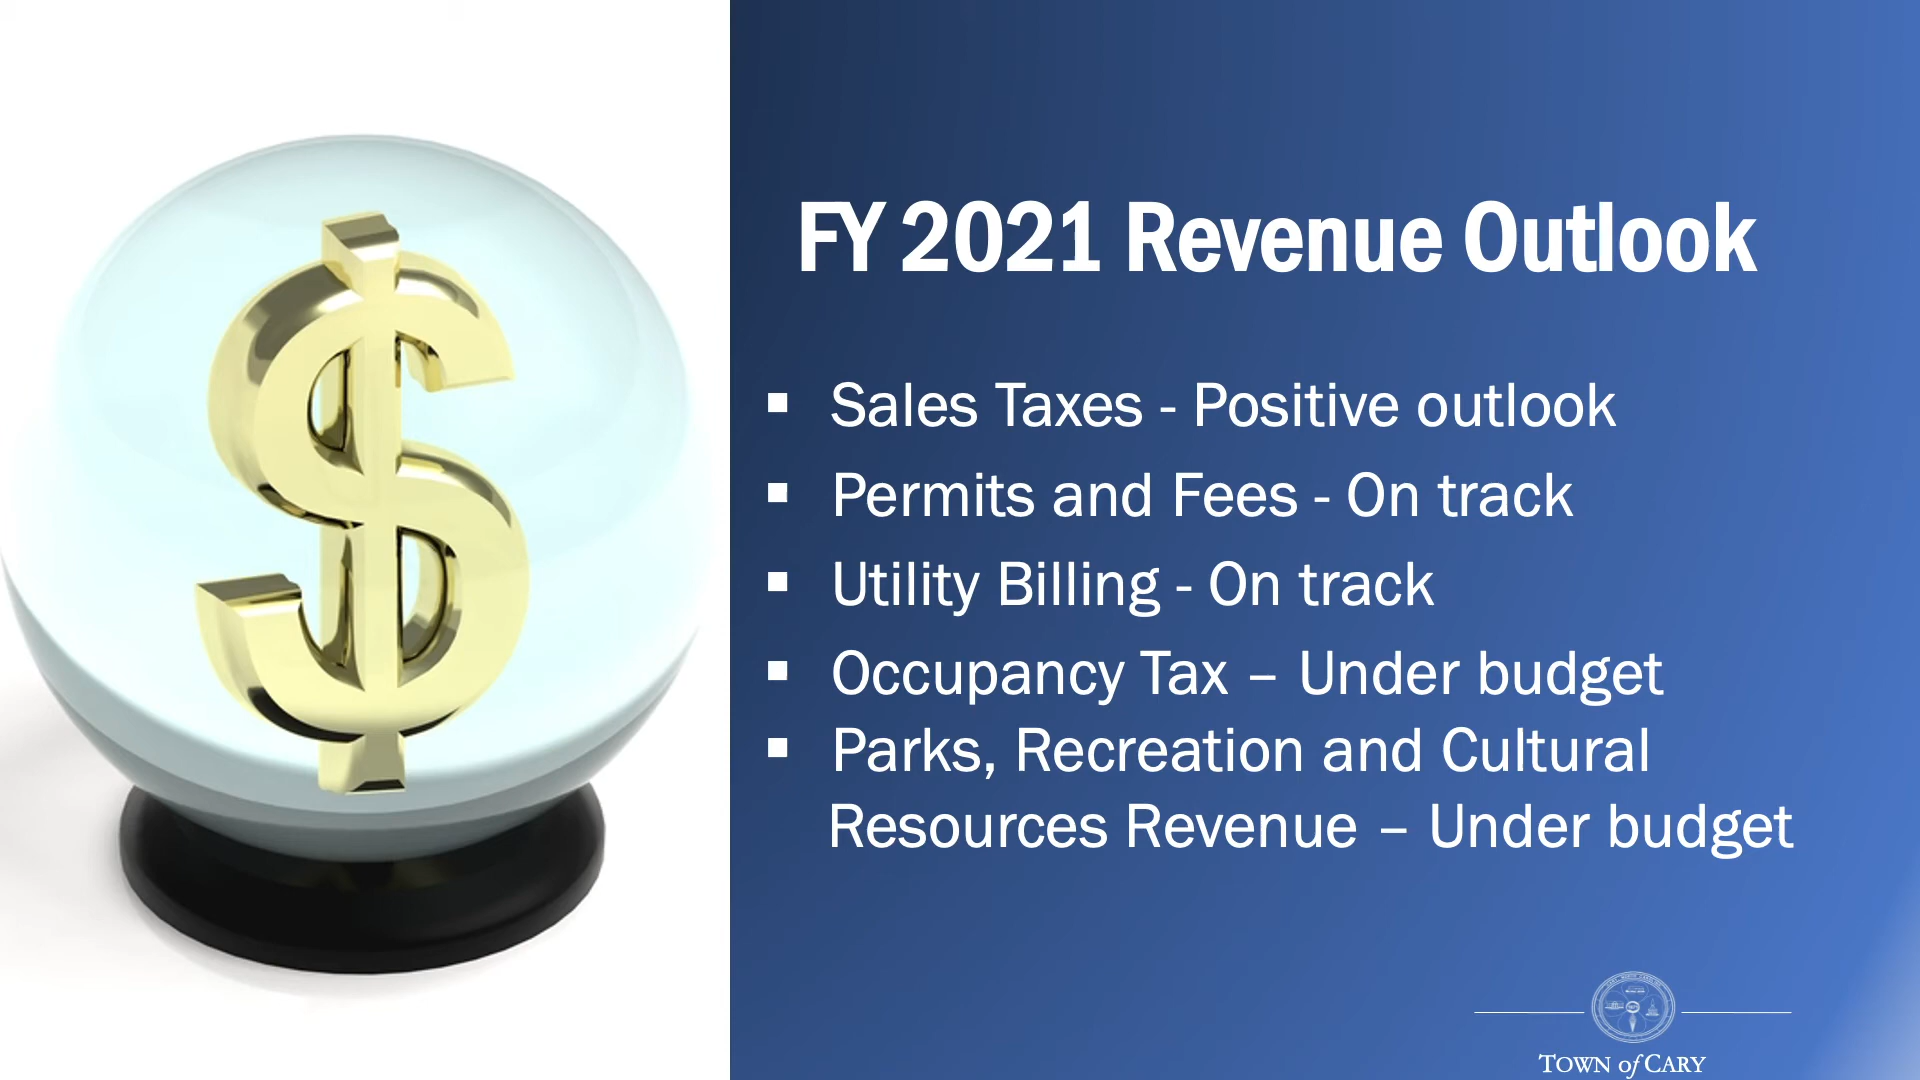 FY 2021 Revenue Outlook
▪ Sales Taxes - Positive outlook
▪ Permits and Fees - On track
▪ Utility Billing - On track
▪ Occupancy Tax – Under budget
▪ Parks, Recreation and Cultural
Resources Revenue – Under budget
TOWN of CARY